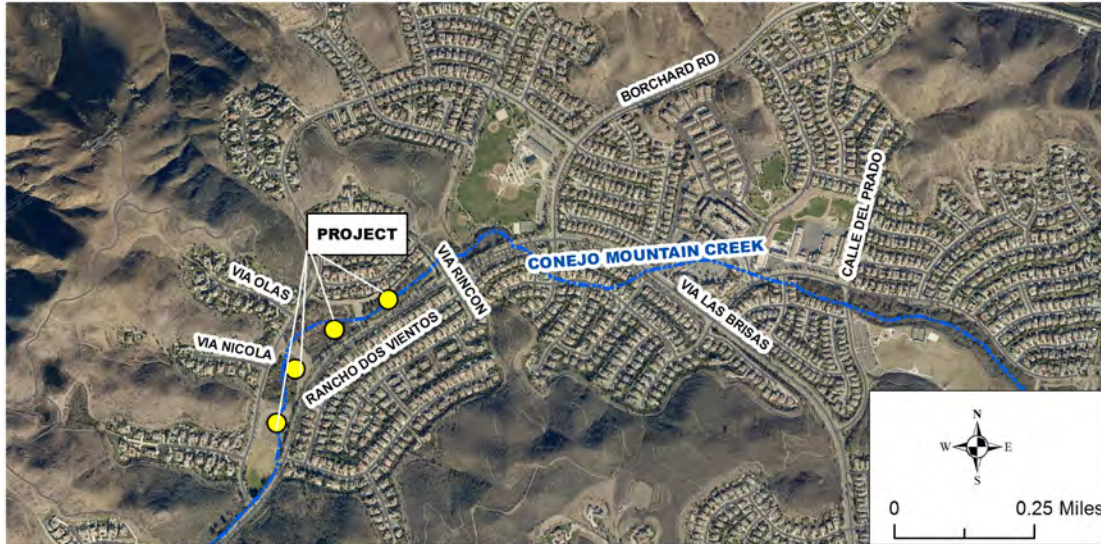 BORCHARD RD
CALLE DEL PRADO
PROJECT
CONEJO MOUNTAIN CREEK
VIA RINCON
VIA OLAS
VIA LAS BRISAS
VIA NICOLA
RANCHO DOS VIENTOS
N
W E
S
0 0.25 Miles